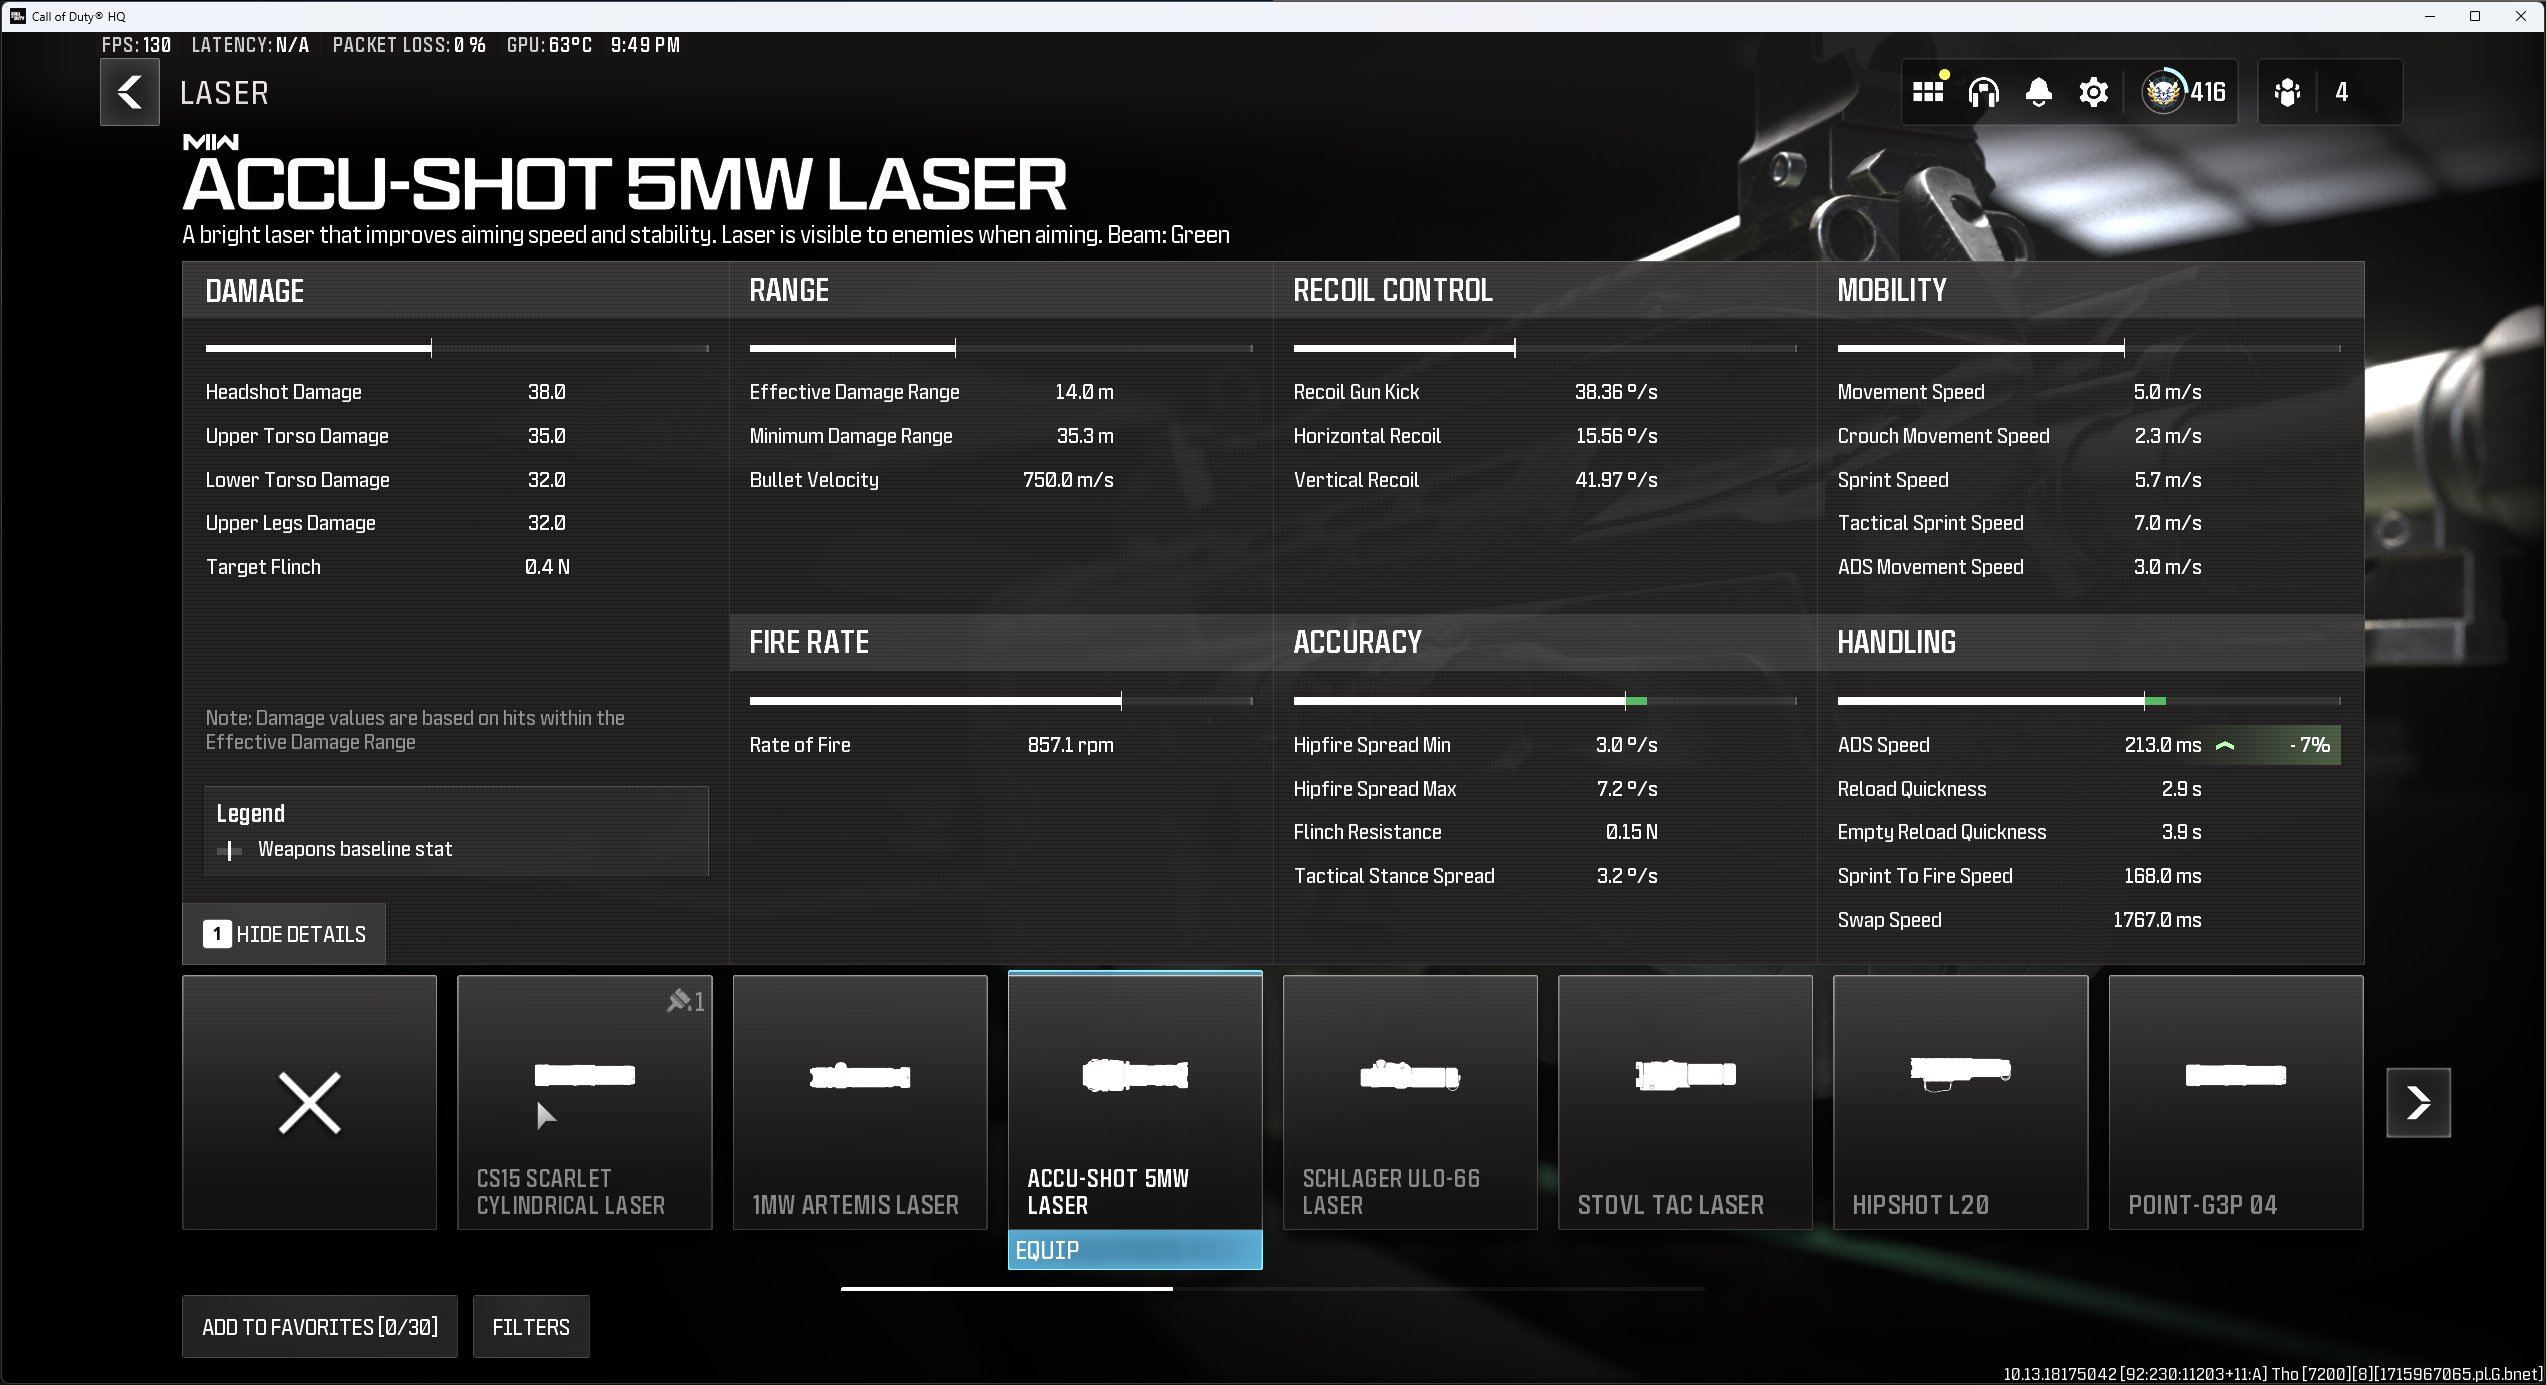 Call of Duty® HQ
FPS: 130 LATENCY: N/A PACKET LOSS: 0 % GPU: 63°C 9:49 PM
LASER
416
4
MW
ACCU-SHOT 5MW LASER
A bright laser that improves aiming speed and stability. Laser is visible to enemies when aiming. Beam: Green
DAMAGE
Headshot Damage 38.0
Upper Torso Damage 35.0
Lower Torso Damage 32.0
Upper Legs Damage 32.0
Target Flinch 0.4 N
Note: Damage values are based on hits within the
Effective Damage Range
Legend
Weapons baseline stat
1 HIDE DETAILS
RANGE
Effective Damage Range 14.0 m
Minimum Damage Range 35.3 m
Bullet Velocity 750.0 m/s
FIRE RATE
Rate of Fire 857.1 rpm
RECOIL CONTROL
Recoil Gun Kick 38.36 º/s
Horizontal Recoil 15.56 º/s
Vertical Recoil 41.97 º/s
ACCURACY
Hipfire Spread Min 3.0 º/s
Hipfire Spread Max 7.2 º/s
Flinch Resistance 0.15 N
Tactical Stance Spread 3.2 º/s
MOBILITY
Movement Speed 5.0 m/s
Crouch Movement Speed 2.3 m/s
Sprint Speed 5.7 m/s
Tactical Sprint Speed 7.0 m/s
ADS Movement Speed 3.0 m/s
HANDLING
ADS Speed 213.0 ms - 7%
Reload Quickness 2.9 s
Empty Reload Quickness 3.9 s
Sprint To Fire Speed 168.0 ms
Swap Speed 1767.0 ms
1
CS15 SCARLET
CYLINDRICAL LASER
1MW ARTEMIS LASER
ACCU-SHOT 5MW
LASER
EQUIP
SCHLAGER ULO-66
LASER
STOVL TAC LASER
HIPSHOT L20
POINT-G3P 04
ADD TO FAVORITES [0/30]
FILTERS
10.13.18175042 [92:230:11203+11:A] Tho [7200][8][1715967065.pl.G.bnet]